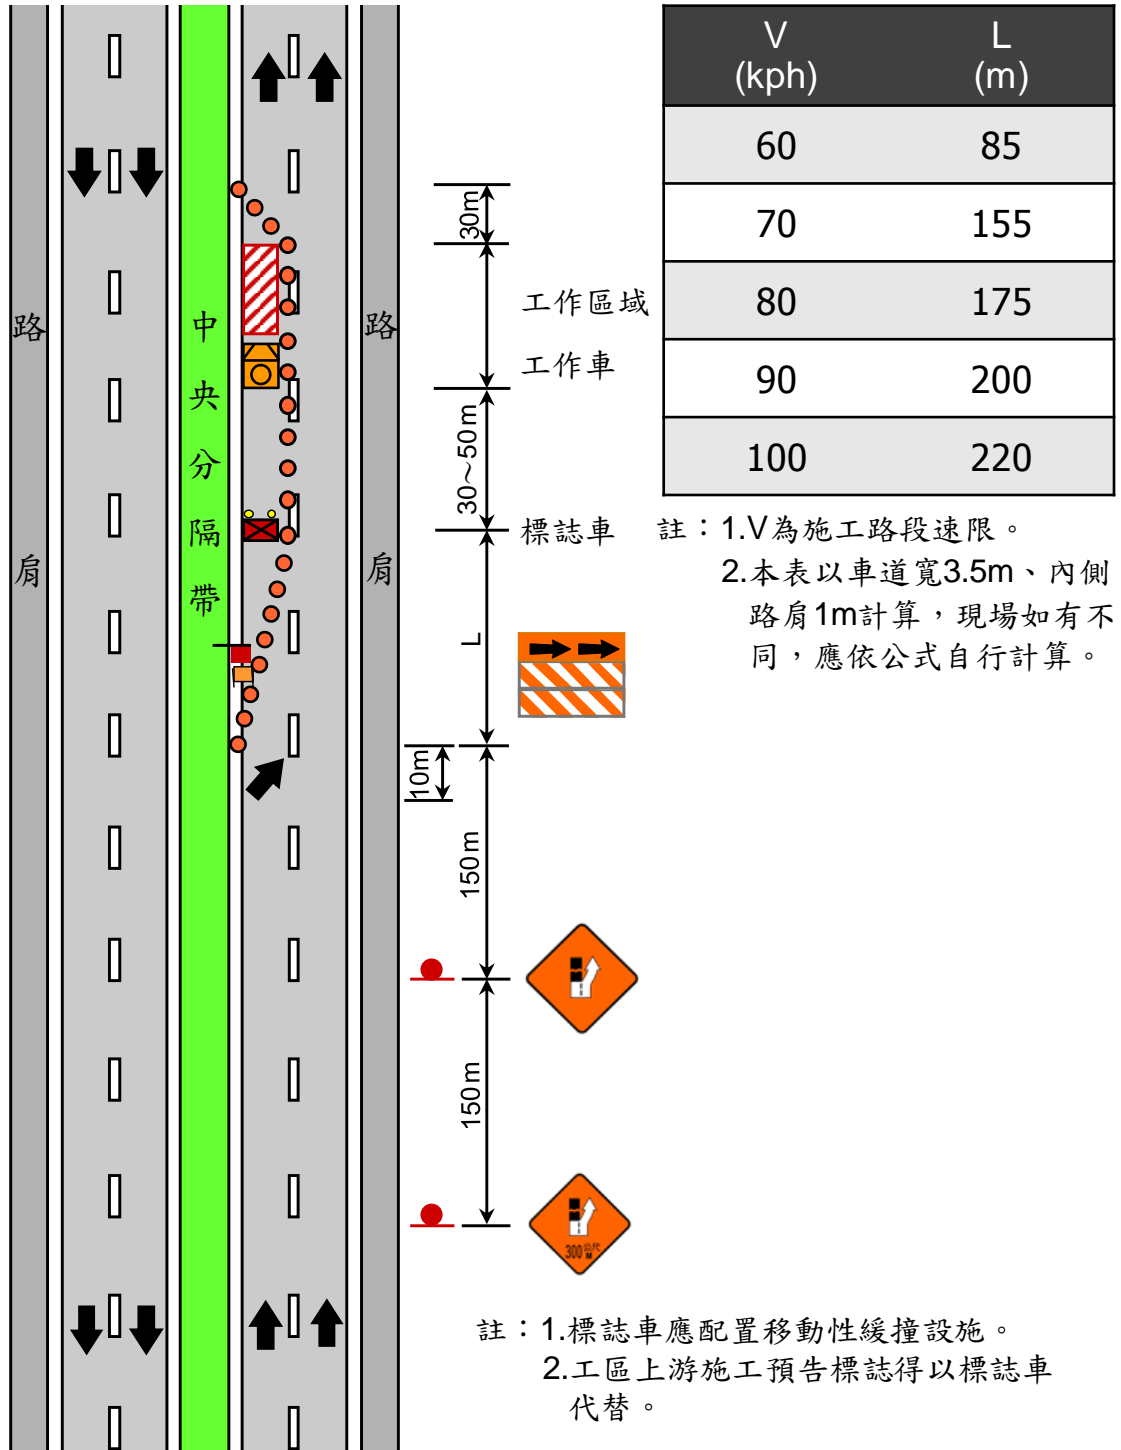 V
(kph)
L
(m)
60 85
70 155
80 175
90 200
100 220
註：1.V為施工路段速限。
2.本表以車道寬3.5m、內側
路肩1m計算，現場如有不
同，應依公式自行計算。
路肩
中央分隔帶
路肩
30m
工作區域
工作車
30～50m
標誌車
L
10m
150m
150m
300公尺
M
註：1.標誌車應配置移動性緩撞設施。
2.工區上游施工預告標誌得以標誌車
代替。